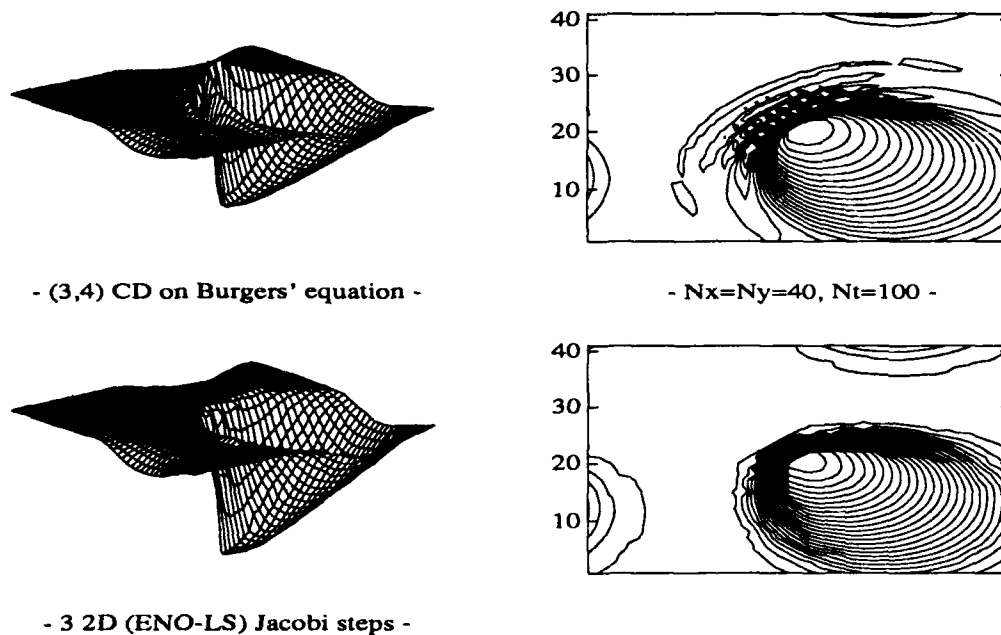 40
30
20
10
- (3,4) CD on Burgers' equation -
- Nx=Ny=40, Nt=100 -
40
30
20
10
- 3 2D (ENO-LS) Jacobi steps -